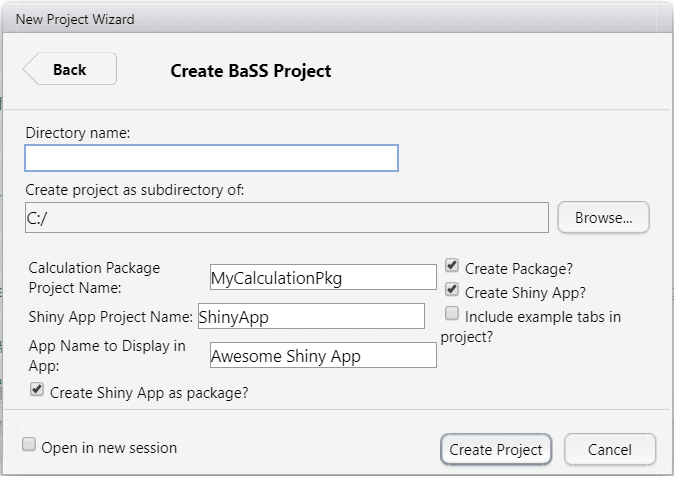 New Project Wizard
Back
Create BaSS Project
Directory name:
Create project as subdirectory of:
C:/
Browse...
Calculation Package
Project Name:
MyCalculationPkg
Create Package?
Create Shiny App?
Shiny App Project Name:
ShinyApp
Include example tabs in
project?
App Name to Display in
App:
Awesome Shiny App
Create Shiny App as package?
Open in new session
Create Project
Cancel